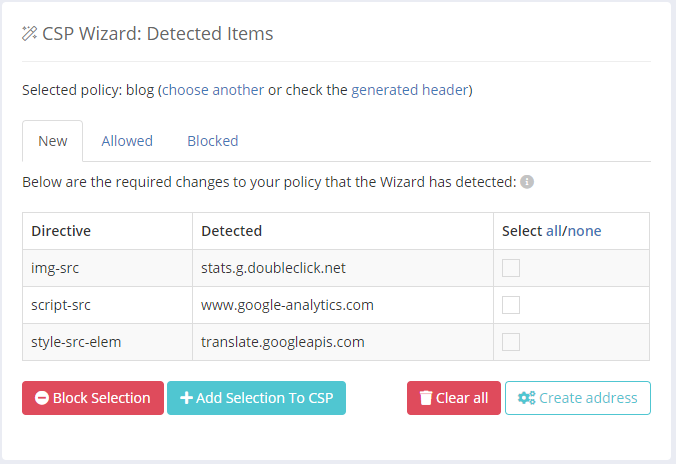 CSP Wizard: Detected Items
Selected policy: blog (choose another or check the generated header)
New Allowed Blocked
Below are the required changes to your policy that the Wizard has detected:
Directive Detected Select all/none
img-src stats.g.doubleclick.net
script-src www.google-analytics.com
style-src-elem translate.googleapis.com
Block Selection Add Selection To CSP Clear all Create address